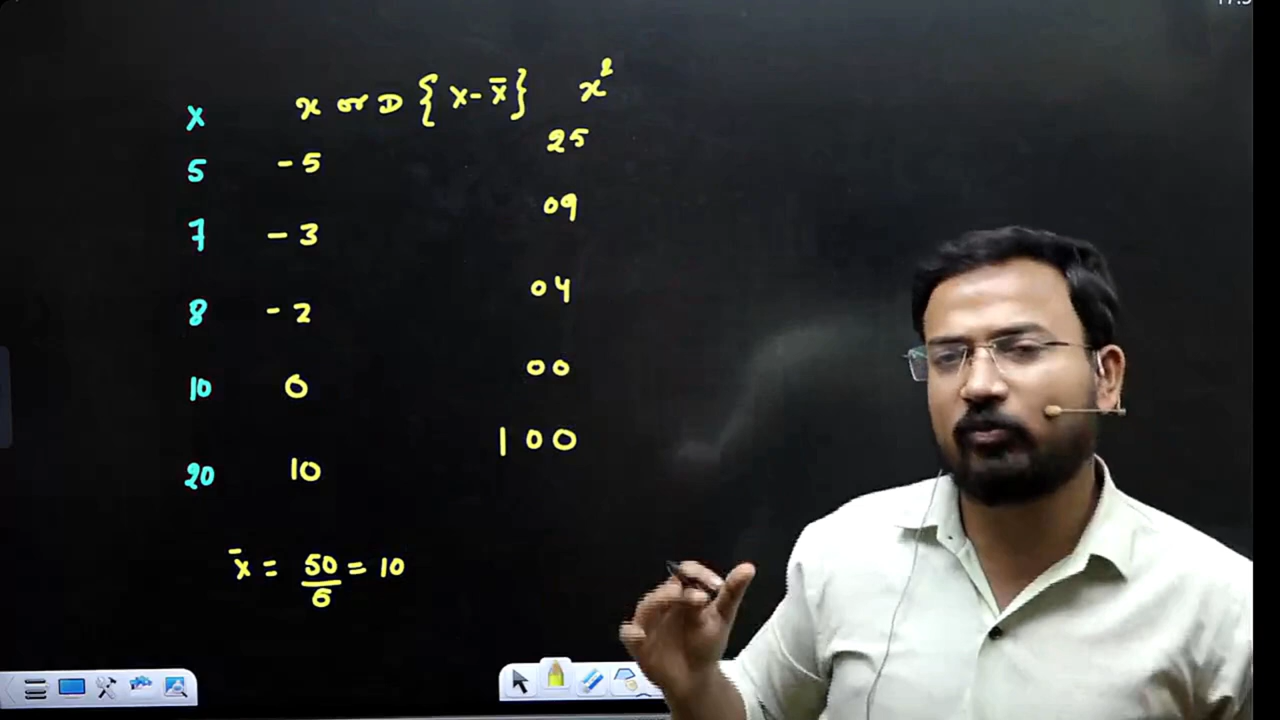 X x or D { x - x̄ } x²
5 -5 25
7 -3 09
8 -2 04
10 0 00
20 10 100
x̄ = 50/5 = 10